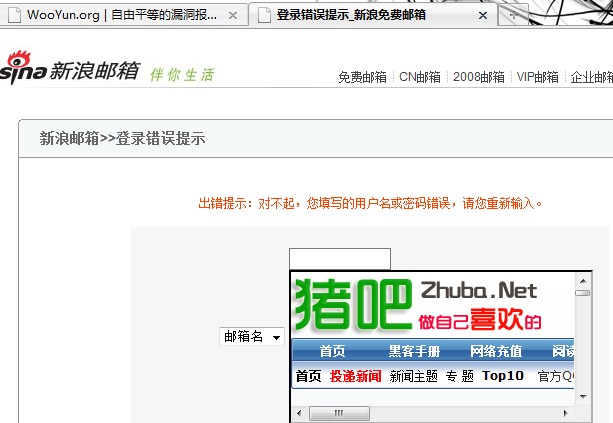 WooYun.org | 自由平等的漏洞报...
登录错误提示_新浪免费邮箱
sina 新浪邮箱 伴你生活
免费邮箱 CN邮箱 2008邮箱 VIP邮箱
新浪邮箱>>登录错误提示
出错提示：对不起，您填写的用户名或密码错误，请您重新输入。
猪吧 Zhuba.Net
做自己喜欢的
邮箱名
首页 黑客手册 网络充值 阅读
首页 投递新闻 新闻主题 专题 Top10 官方Q